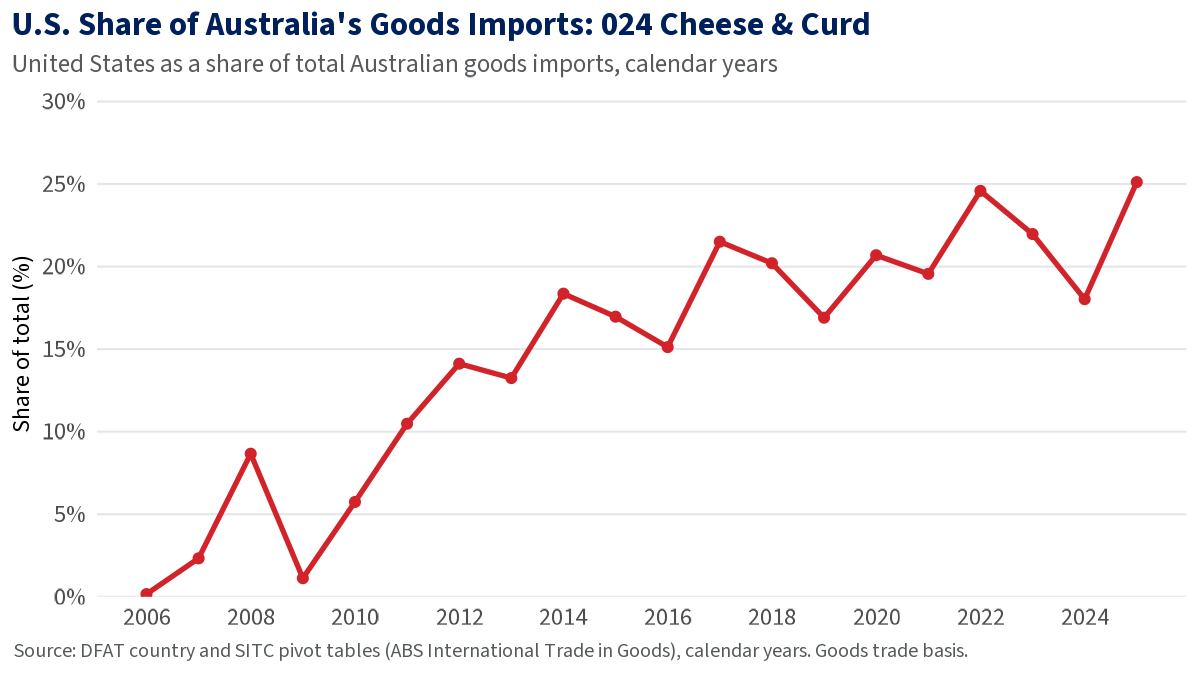 U.S. Share of Australia's Goods Imports: 024 Cheese & Curd
United States as a share of total Australian goods imports, calendar years
30%
25%
20%
15%
10%
5%
0%
Share of total (%)
2006 2008 2010 2012 2014 2016 2018 2020 2022 2024
Source: DFAT country and SITC pivot tables (ABS International Trade in Goods), calendar years. Goods trade basis.